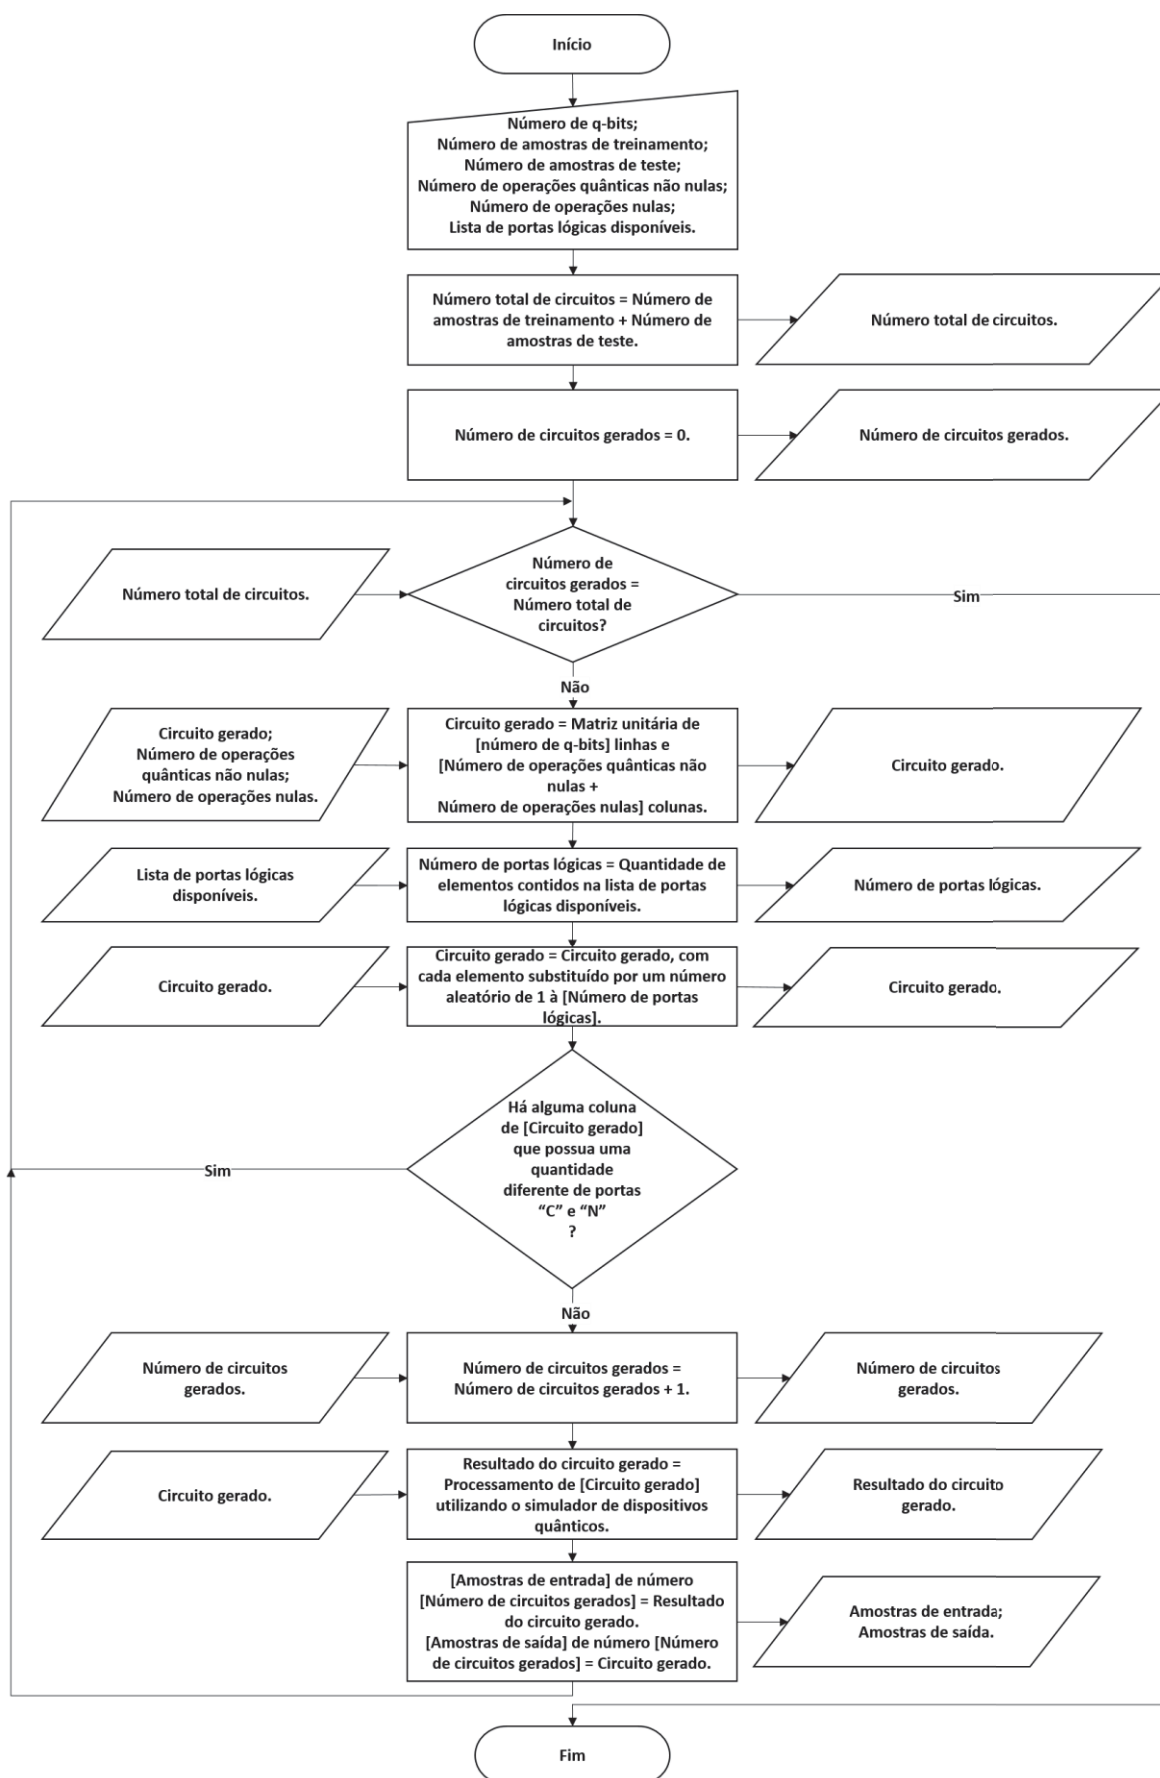 Início
Número de q-bits;
Número de amostras de treinamento;
Número de amostras de teste;
Número de operações quânticas não nulas;
Número de operações nulas;
Lista de portas lógicas disponíveis.
Número total de circuitos = Número de
amostras de treinamento + Número de
amostras de teste.
Número total de circuitos.
Número de circuitos gerados = 0.
Número de circuitos gerados.
Número total de circuitos.
Número de
circuitos gerados =
Número total de
circuitos?
Sim
Não
Circuito gerado;
Número de operações
quânticas não nulas;
Número de operações nulas.
Circuito gerado = Matriz unitária de
[número de q-bits] linhas e
[Número de operações quânticas não
nulas +
Número de operações nulas] colunas.
Circuito gerado.
Lista de portas lógicas
disponíveis.
Número de portas lógicas = Quantidade de
elementos contidos na lista de portas
lógicas disponíveis.
Número de portas lógicas.
Circuito gerado.
Circuito gerado = Circuito gerado, com
cada elemento substituído por um número
aleatório de 1 à [Número de portas
lógicas].
Circuito gerado.
Há alguma coluna
de [Circuito gerado]
que possua uma
quantidade
diferente de portas
“C” e “N”
?
Sim
Não
Número de circuitos
gerados.
Número de circuitos gerados =
Número de circuitos gerados + 1.
Número de circuitos
gerados.
Circuito gerado.
Resultado do circuito gerado =
Processamento de [Circuito gerado]
utilizando o simulador de dispositivos
quânticos.
Resultado do circuito
gerado.
[Amostras de entrada] de número
[Número de circuitos gerados] = Resultado
do circuito gerado.
[Amostras de saída] de número [Número
de circuitos gerados] = Circuito gerado.
Amostras de entrada;
Amostras de saída.
Fim